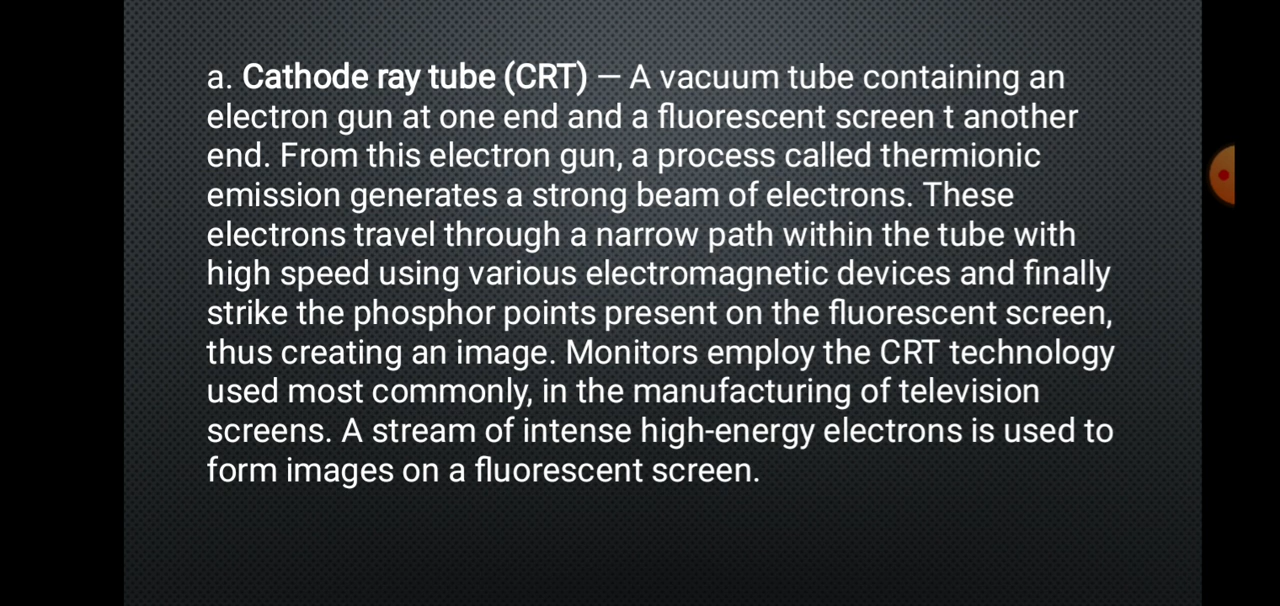 a. Cathode ray tube (CRT) – A vacuum tube containing an
electron gun at one end and a fluorescent screen t another
end. From this electron gun, a process called thermionic
emission generates a strong beam of electrons. These
electrons travel through a narrow path within the tube with
high speed using various electromagnetic devices and finally
strike the phosphor points present on the fluorescent screen,
thus creating an image. Monitors employ the CRT technology
used most commonly, in the manufacturing of television
screens. A stream of intense high-energy electrons is used to
form images on a fluorescent screen.